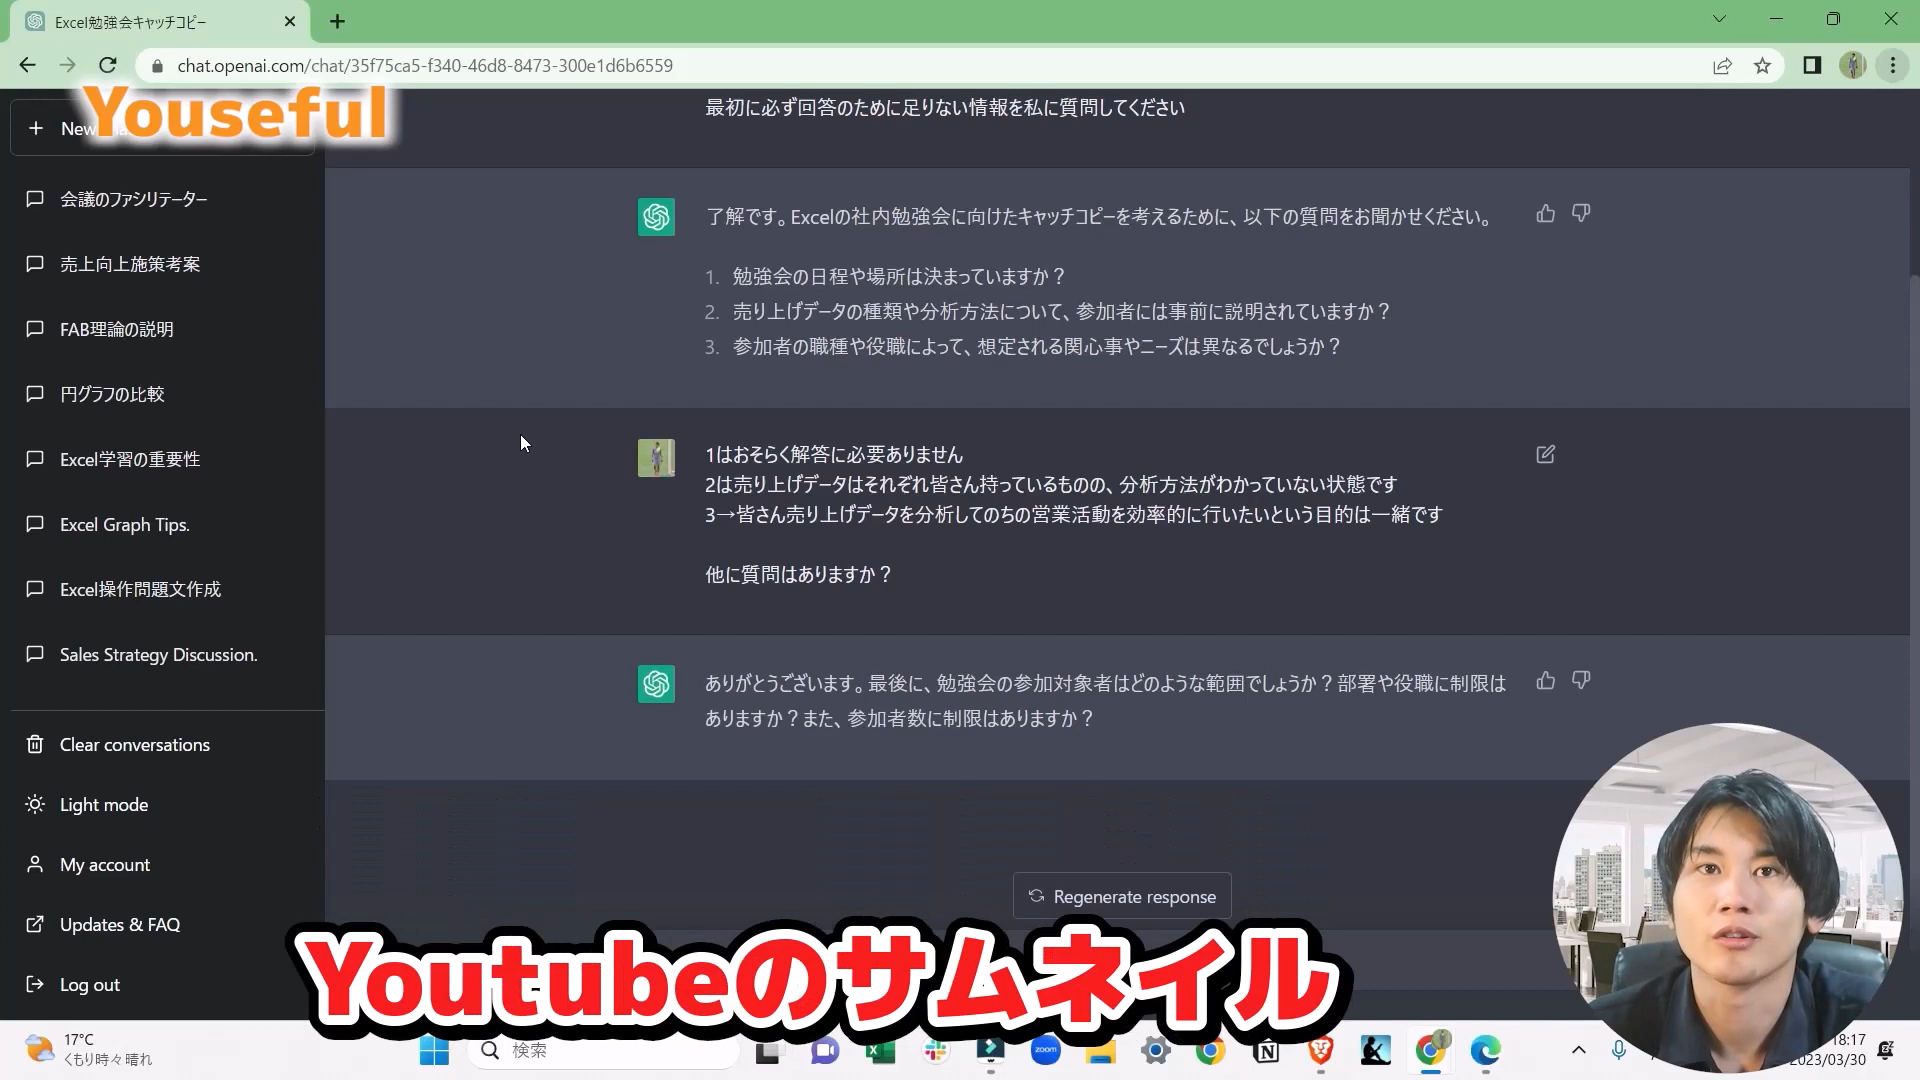 Excel勉強会キャッチコピー
chat.openai.com/chat/35f75ca5-f340-46d8-8473-300e1d6b6559
Youseful
New
会議のファシリテーター
売上向上施策考案
FAB理論の説明
円グラフの比較
Excel学習の重要性
Excel Graph Tips.
Excel操作問題文作成
Sales Strategy Discussion.
Clear conversations
Light mode
My account
Updates & FAQ
Log out
最初に必ず回答のために足りない情報を私に質問してください
了解です。Excelの社内勉強会に向けたキャッチコピーを考えるために、以下の質問をお聞かせください。
1. 勉強会の日程や場所は決まっていますか？
2. 売り上げデータの種類や分析方法について、参加者には事前に説明されていますか？
3. 参加者の職種や役職によって、想定される関心事やニーズは異なるでしょうか？
1はおそらく解答に必要ありません
2は売り上げデータはそれぞれ皆さん持っているものの、分析方法がわかっていない状態です
3→皆さん売り上げデータを分析してのちの営業活動を効率的に行いたいという目的は一緒です
他に質問はありますか？
ありがとうございます。最後に、勉強会の参加対象者はどのような範囲でしょうか？部署や役職に制限は
ありますか？また、参加者数に制限はありますか？
Regenerate response
Youtubeのサムネイル
17°C
くもり時々晴れ
検索
zoom
18:17
2023/03/30